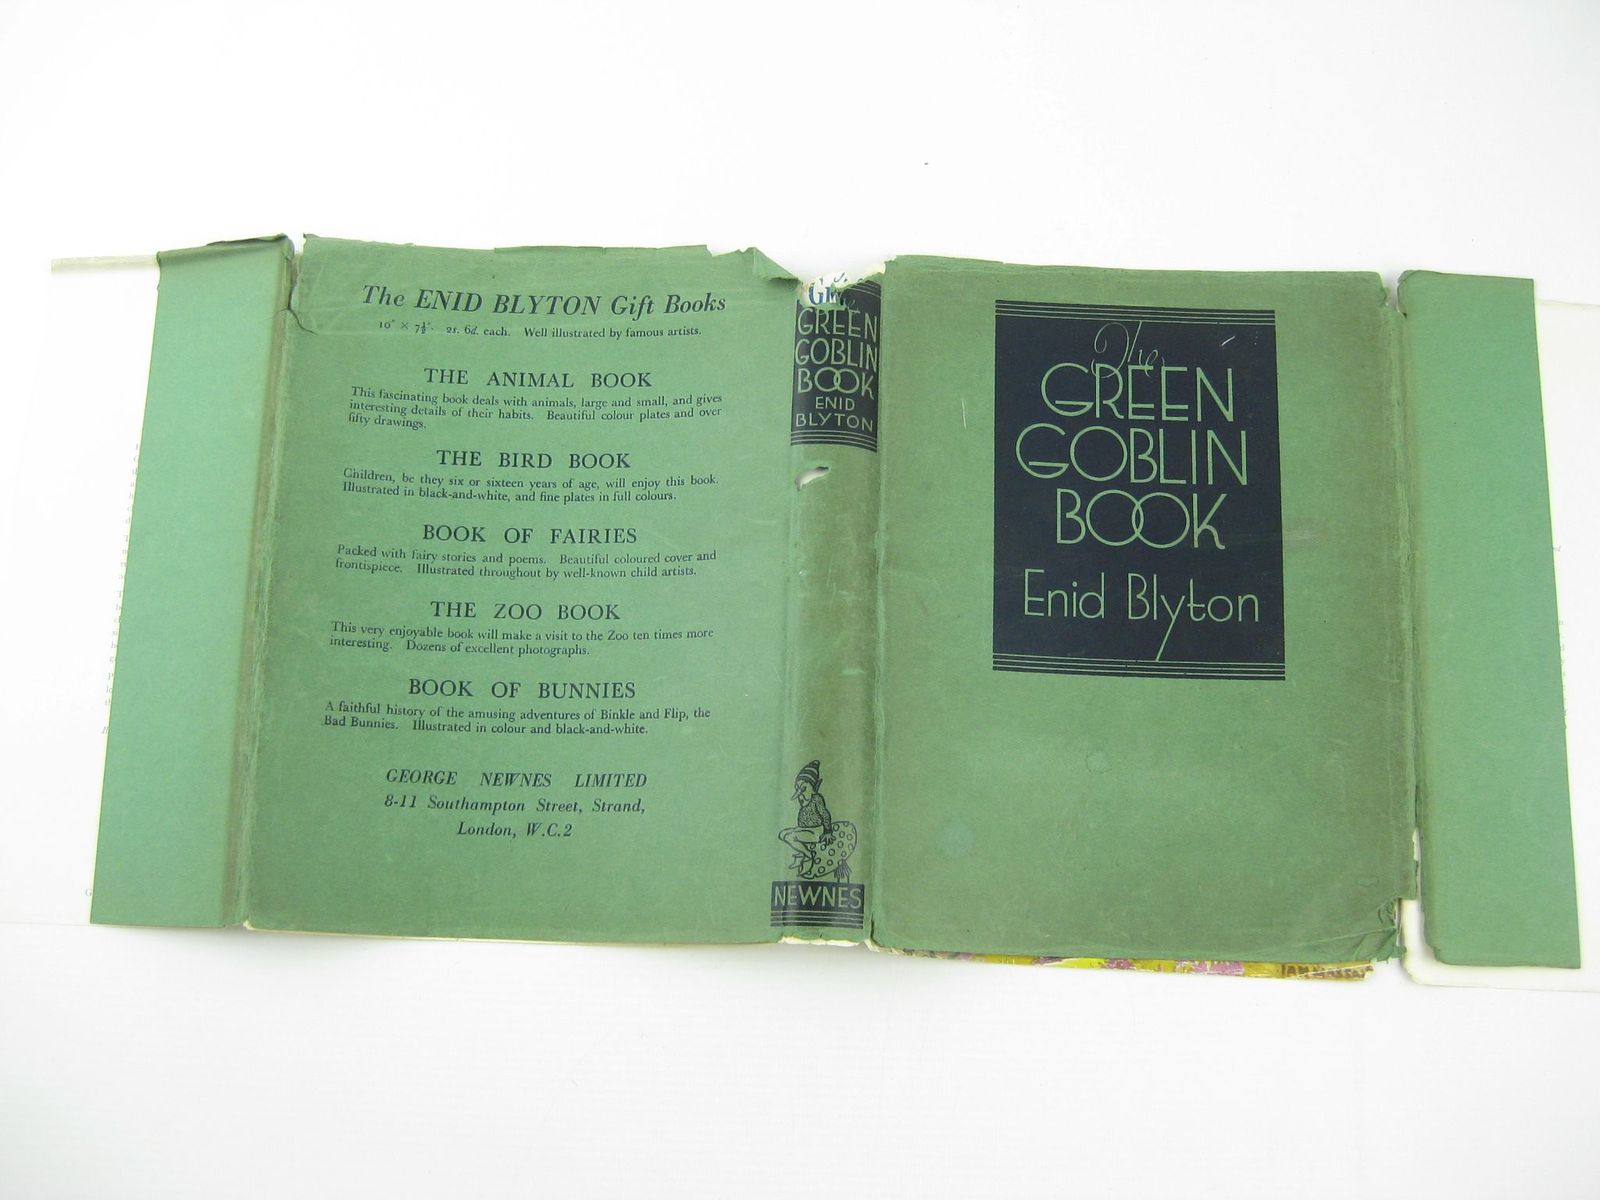 The ENID BLYTON Gift Books
10" × 7½". 2s. 6d. each. Well illustrated by famous artists.
THE ANIMAL BOOK
This fascinating book deals with animals, large and small, and gives
interesting details of their habits. Beautiful colour plates and over
fifty drawings.
THE BIRD BOOK
Children, be they six or sixteen years of age, will enjoy this book.
Illustrated in black-and-white, and fine plates in full colours.
BOOK OF FAIRIES
Packed with fairy stories and poems. Beautiful coloured cover and
frontispiece. Illustrated throughout by well-known child artists.
THE ZOO BOOK
This very enjoyable book will make a visit to the Zoo ten times more
interesting. Dozens of excellent photographs.
BOOK OF BUNNIES
A faithful history of the amusing adventures of Binkle and Flip, the
Bad Bunnies. Illustrated in colour and black-and-white.
GEORGE NEWNES LIMITED
8-11 Southampton Street, Strand,
London, W.C.2
GREEN
GOBLIN
BOOK
ENID
BLYTON
NEWNES
The
GREEN
GOBLIN
BOOK
Enid Blyton